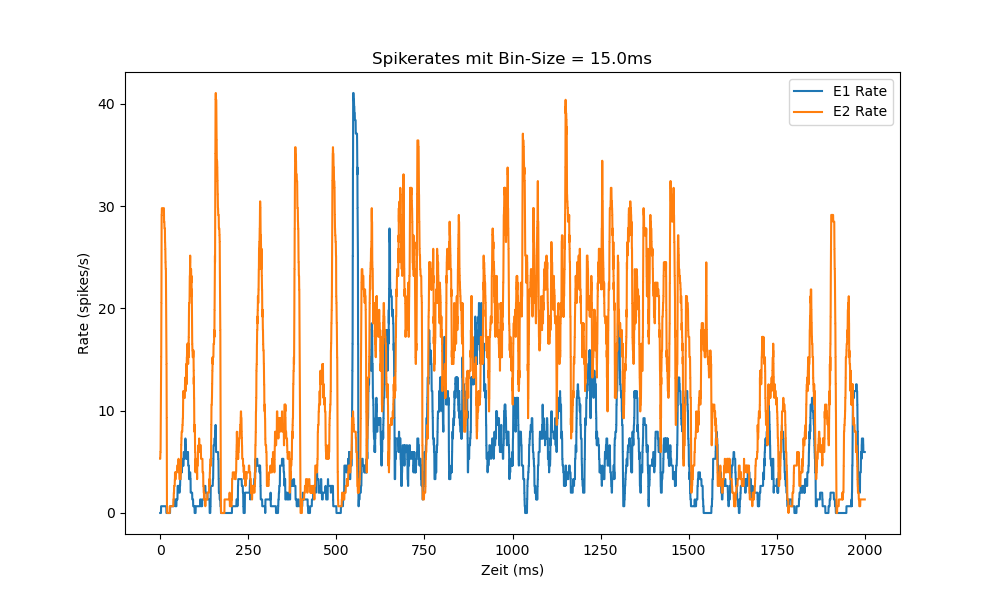 Spikerates mit Bin-Size = 15.0ms
E1 Rate
E2 Rate
40
30
20
10
0
Rate (spikes/s)
0 250 500 750 1000 1250 1500 1750 2000
Zeit (ms)